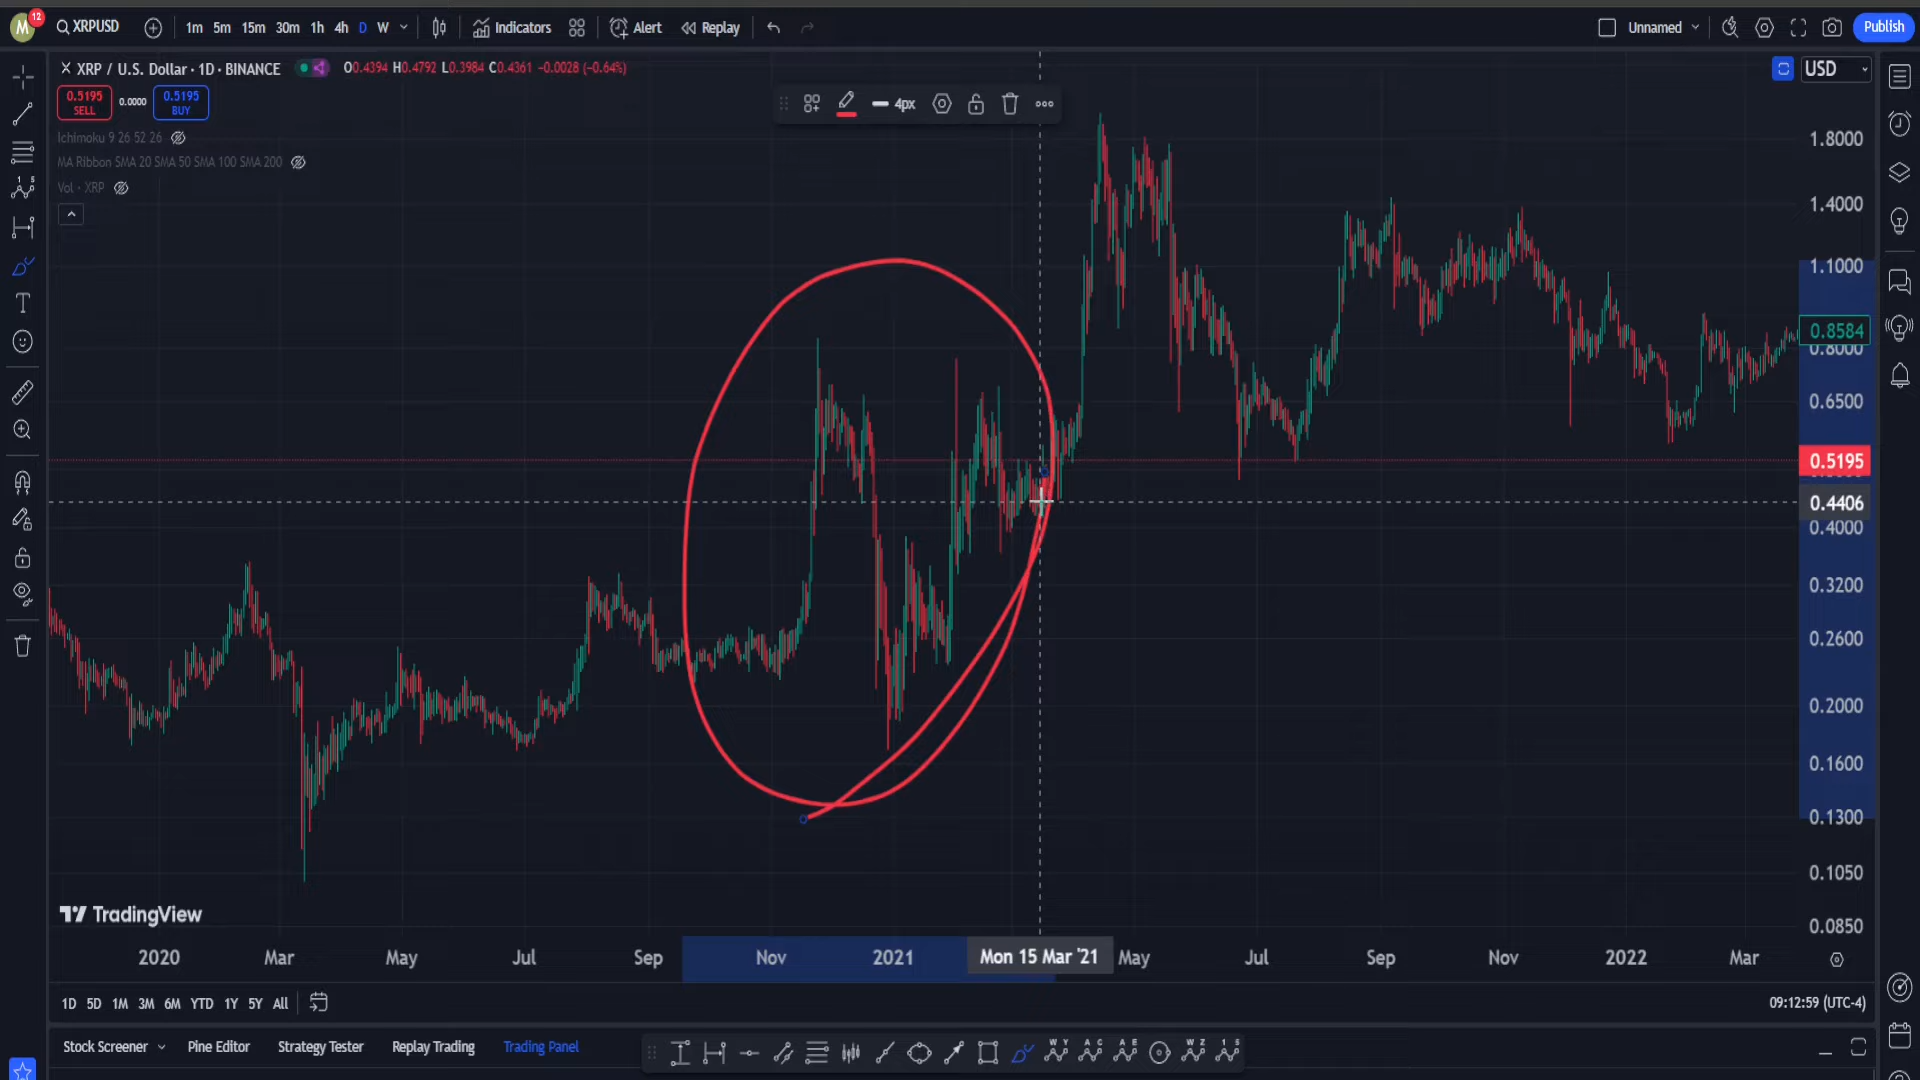 M 12 XRPUSD 1m 5m 15m 30m 1h 4h D W Indicators Alert Replay Unnamed Publish
XRP / U.S. Dollar · 1D · BINANCE O0.4394 H0.4792 L0.3984 C0.4361 -0.0028 (-0.64%)
USD
0.5195 SELL 0.0000 0.5195 BUY
4px
Ichimoku 9 26 52 26
MA Ribbon SMA 20 SMA 50 SMA 100 SMA 200
Vol · XRP
1.8000
1.4000
1.1000
0.8584
0.8000
0.6500
0.5195
0.4406
0.4000
0.3200
0.2600
0.2000
0.1600
0.1300
0.1050
0.0850
TradingView
2020 Mar May Jul Sep Nov 2021 Mon 15 Mar '21 May Jul Sep Nov 2022 Mar
1D 5D 1M 3M 6M YTD 1Y 5Y All 09:12:59 (UTC-4)
Stock Screener Pine Editor Strategy Tester Replay Trading Trading Panel
W Y A C A E W Z 1 5